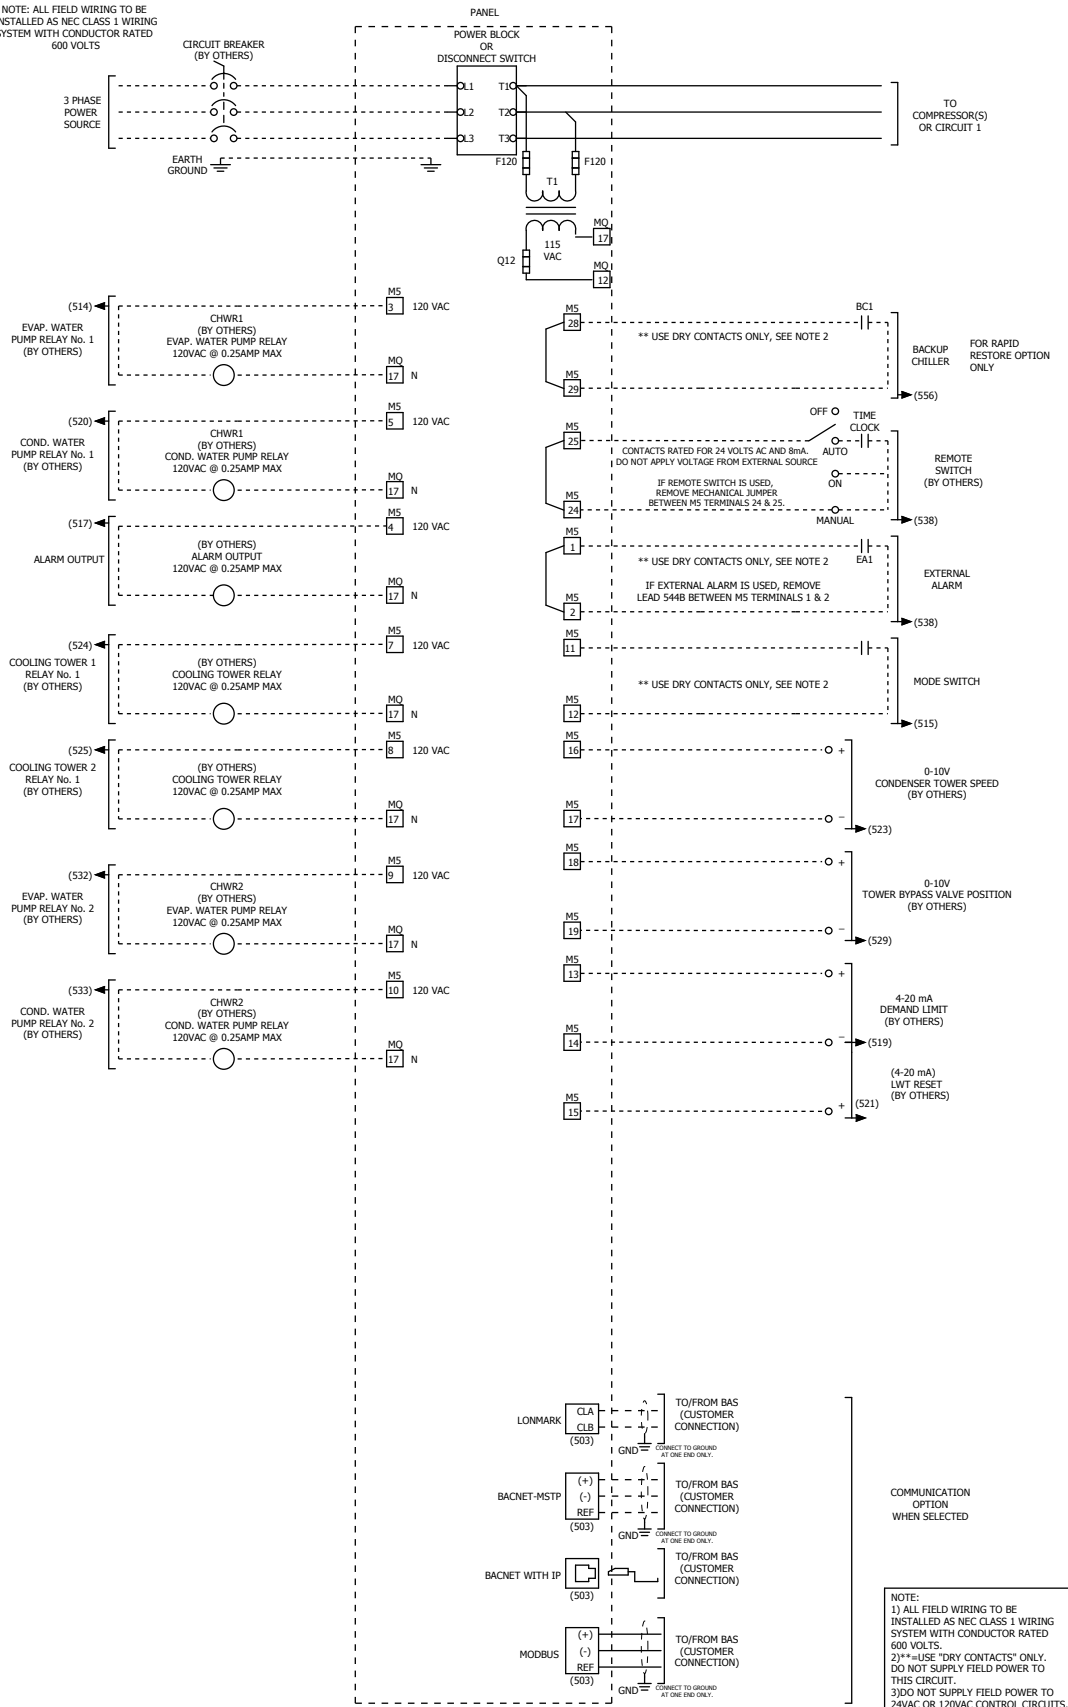 NOTE: ALL FIELD WIRING TO BE
INSTALLED AS NEC CLASS 1 WIRING
SYSTEM WITH CONDUCTOR RATED
600 VOLTS
CIRCUIT BREAKER
(BY OTHERS)
PANEL
POWER BLOCK
OR
DISCONNECT SWITCH
3 PHASE
POWER
SOURCE
L1 T1
L2 T2
L3 T3
TO
COMPRESSOR(S)
OR CIRCUIT 1
EARTH
GROUND
F120 F120
T1
115
VAC
Q12
MQ
17
MQ
12
(514)
EVAP. WATER
PUMP RELAY No. 1
(BY OTHERS)
CHWR1
(BY OTHERS)
EVAP. WATER PUMP RELAY
120VAC @ 0.25AMP MAX
M5
3 120 VAC
MQ
17 N
(520)
COND. WATER
PUMP RELAY No. 1
(BY OTHERS)
CHWR1
(BY OTHERS)
COND. WATER PUMP RELAY
120VAC @ 0.25AMP MAX
M5
5 120 VAC
MQ
17 N
(517)
ALARM OUTPUT
(BY OTHERS)
ALARM OUTPUT
120VAC @ 0.25AMP MAX
M5
4 120 VAC
MQ
17 N
(524)
COOLING TOWER 1
RELAY No. 1
(BY OTHERS)
(BY OTHERS)
COOLING TOWER RELAY
120VAC @ 0.25AMP MAX
M5
7 120 VAC
MQ
17 N
(525)
COOLING TOWER 2
RELAY No. 1
(BY OTHERS)
(BY OTHERS)
COOLING TOWER RELAY
120VAC @ 0.25AMP MAX
M5
8 120 VAC
MQ
17 N
(532)
EVAP. WATER
PUMP RELAY No. 2
(BY OTHERS)
CHWR2
(BY OTHERS)
EVAP. WATER PUMP RELAY
120VAC @ 0.25AMP MAX
M5
9 120 VAC
MQ
17 N
(533)
COND. WATER
PUMP RELAY No. 2
(BY OTHERS)
CHWR2
(BY OTHERS)
COND. WATER PUMP RELAY
120VAC @ 0.25AMP MAX
M5
10 120 VAC
MQ
17 N
M5
28
** USE DRY CONTACTS ONLY, SEE NOTE 2
BC1
M5
29
BACKUP
CHILLER
FOR RAPID
RESTORE OPTION
ONLY
(556)
M5
25
CONTACTS RATED FOR 24 VOLTS AC AND 8mA.
DO NOT APPLY VOLTAGE FROM EXTERNAL SOURCE
IF REMOTE SWITCH IS USED,
REMOVE MECHANICAL JUMPER
BETWEEN M5 TERMINALS 24 & 25.
M5
24
OFF
TIME
CLOCK
AUTO
ON
MANUAL
REMOTE
SWITCH
(BY OTHERS)
(538)
M5
1
** USE DRY CONTACTS ONLY, SEE NOTE 2
EA1
IF EXTERNAL ALARM IS USED, REMOVE
LEAD 544B BETWEEN M5 TERMINALS 1 & 2
M5
2
EXTERNAL
ALARM
(538)
M5
11
** USE DRY CONTACTS ONLY, SEE NOTE 2
M5
12
MODE SWITCH
(515)
M5
16 +
0-10V
CONDENSER TOWER SPEED
(BY OTHERS)
M5
17 −
(523)
M5
18 +
0-10V
TOWER BYPASS VALVE POSITION
(BY OTHERS)
M5
19 −
(529)
M5
13 +
4-20 mA
DEMAND LIMIT
(BY OTHERS)
M5
14 −
(519)
(4-20 mA)
LWT RESET
(BY OTHERS)
M5
15 +
(521)
LONMARK
CLA
CLB
(503)
GND
CONNECT TO GROUND
AT ONE END ONLY.
TO/FROM BAS
(CUSTOMER
CONNECTION)
BACNET-MSTP
(+)
(-)
REF
(503)
GND
CONNECT TO GROUND
AT ONE END ONLY.
TO/FROM BAS
(CUSTOMER
CONNECTION)
BACNET WITH IP
(503)
TO/FROM BAS
(CUSTOMER
CONNECTION)
MODBUS
(+)
(-)
REF
(503)
GND
CONNECT TO GROUND
AT ONE END ONLY.
TO/FROM BAS
(CUSTOMER
CONNECTION)
COMMUNICATION
OPTION
WHEN SELECTED
NOTE:
1) ALL FIELD WIRING TO BE
INSTALLED AS NEC CLASS 1 WIRING
SYSTEM WITH CONDUCTOR RATED
600 VOLTS.
2)**=USE "DRY CONTACTS" ONLY.
DO NOT SUPPLY FIELD POWER TO
THIS CIRCUIT.
3)DO NOT SUPPLY FIELD POWER TO
24VAC OR 120VAC CONTROL CIRCUITS.